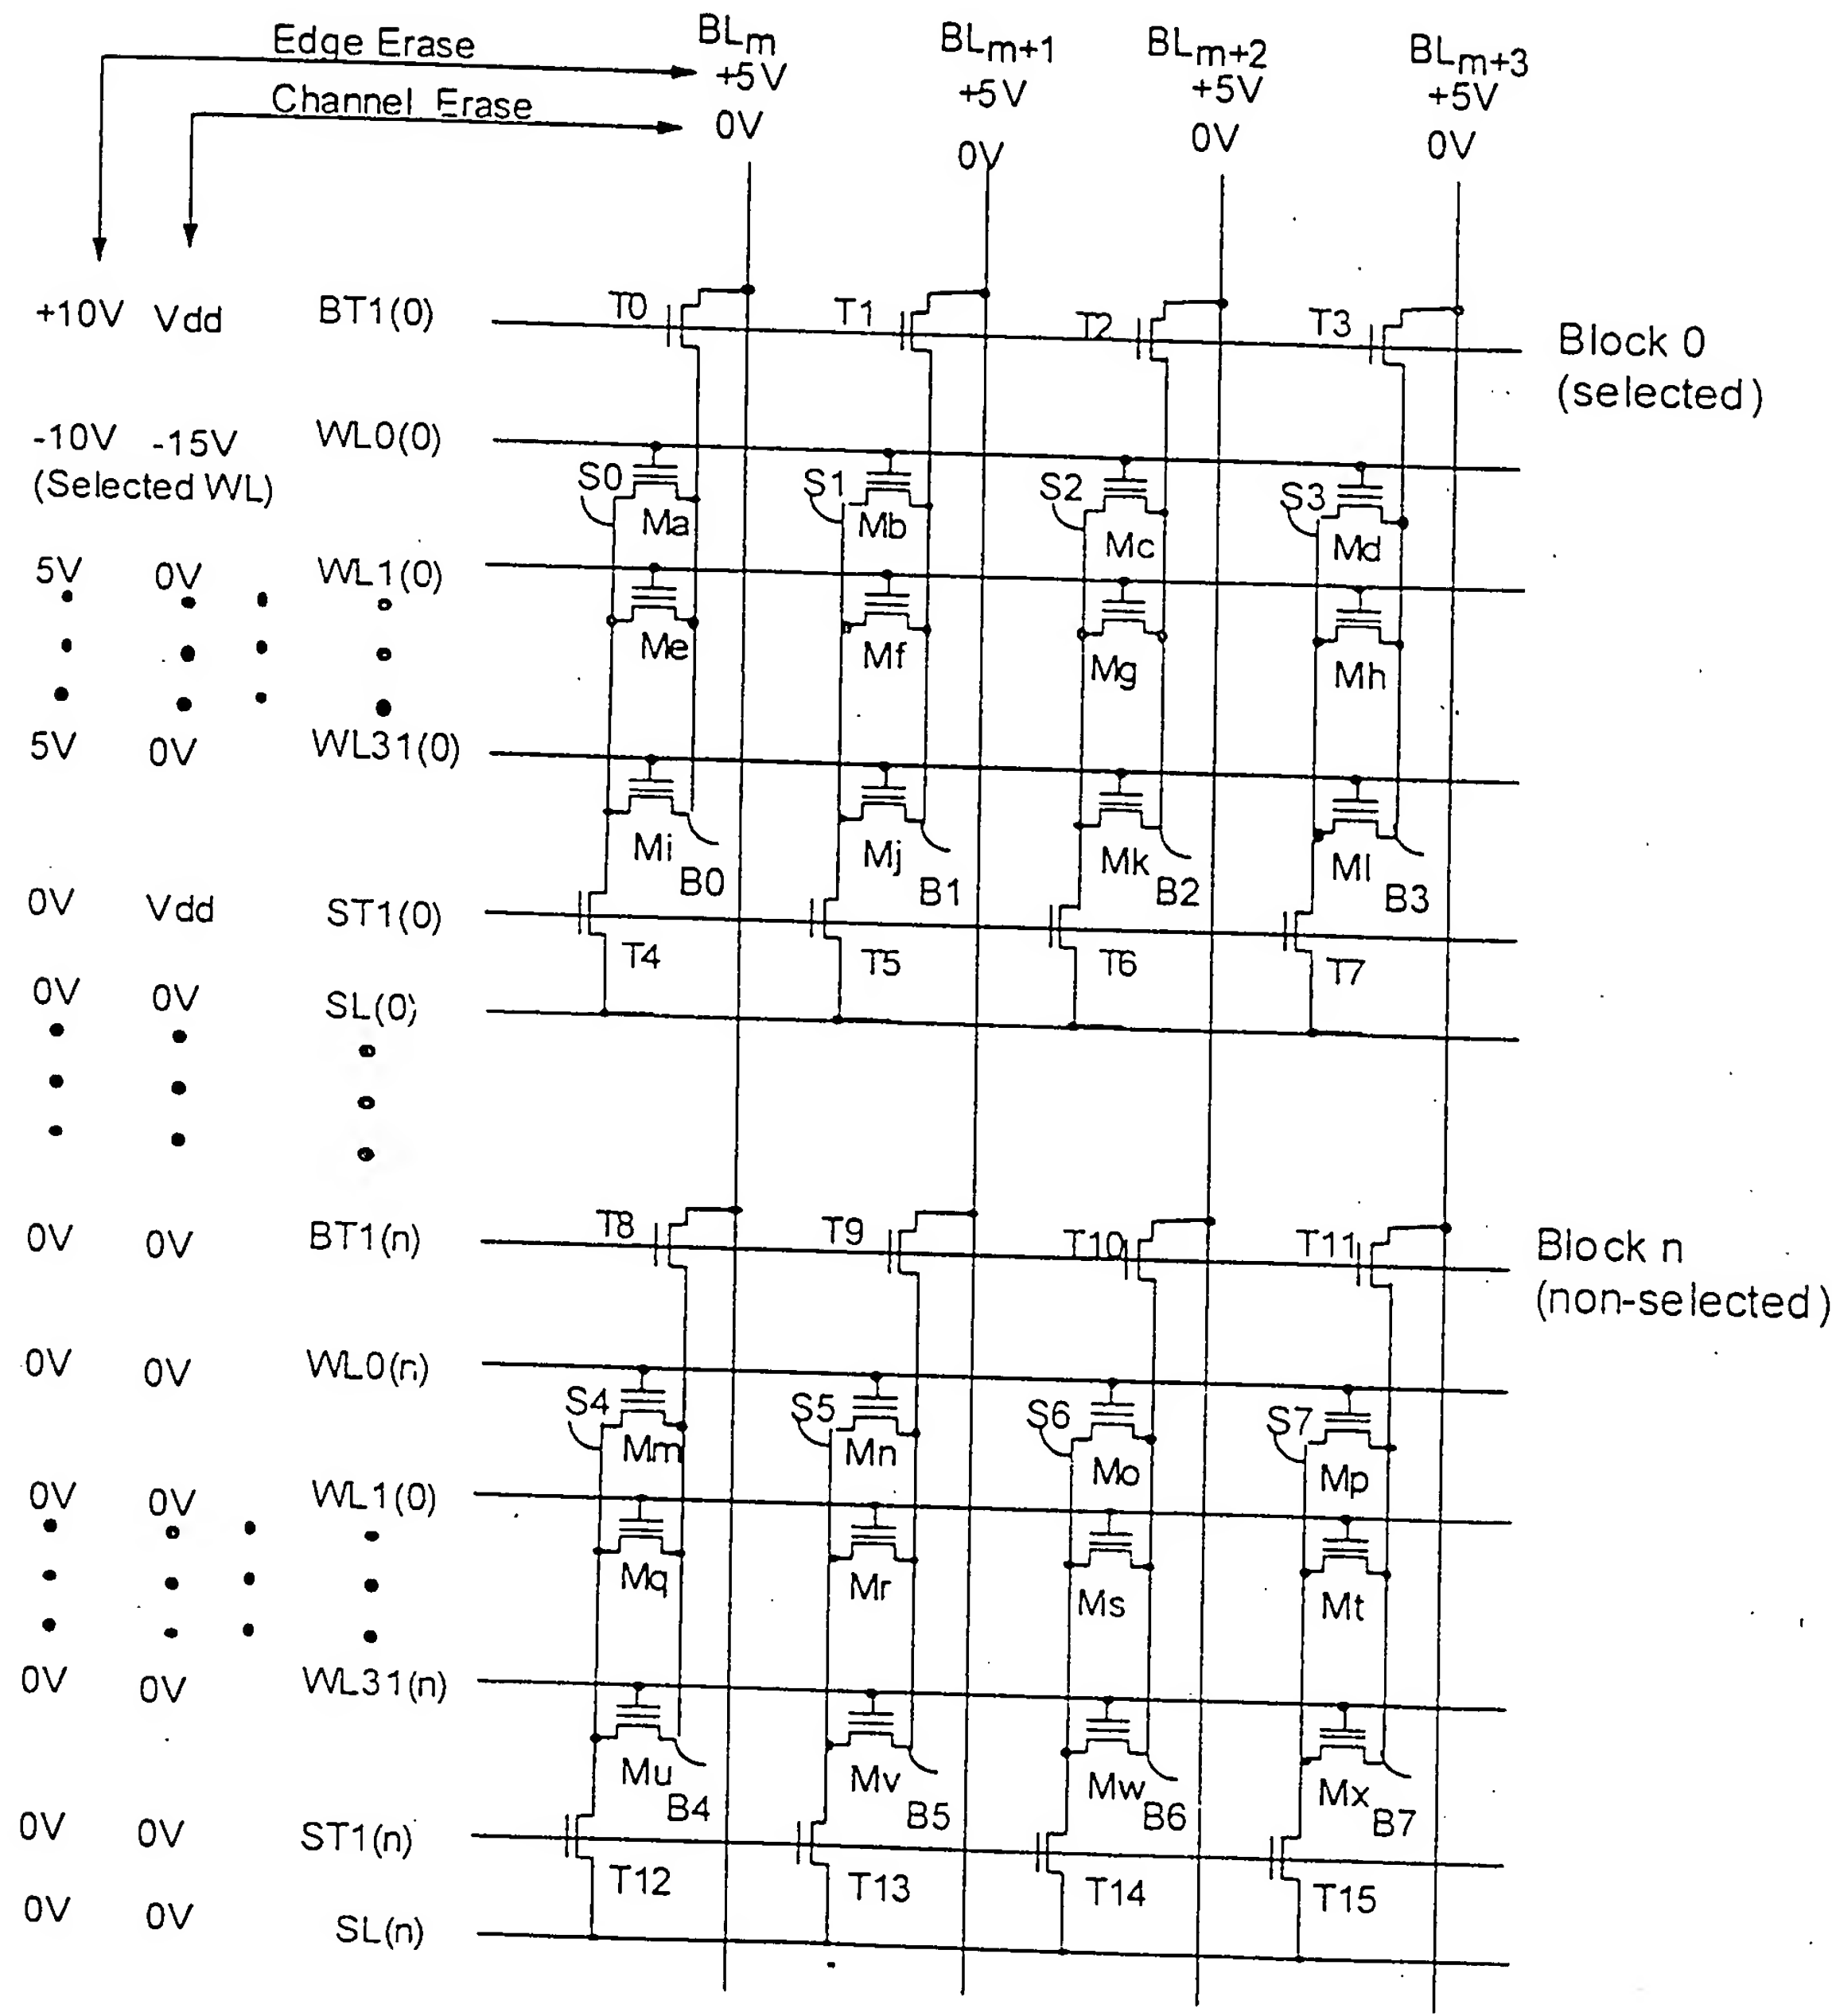 Edge Erase
Channel Erase
BLm BLm+1 BLm+2 BLm+3
+5V +5V +5V +5V
0V 0V 0V 0V
+10V Vdd BT1(0) T0 T1 T2 T3 Block 0
(selected)
-10V -15V WL0(0)
(Selected WL) S0 S1 S2 S3
Ma Mb Mc Md
5V 0V WL1(0)
Me Mf Mg Mh
5V 0V WL31(0)
Mi Mj Mk Ml
B0 B1 B2 B3
0V Vdd ST1(0)
T4 T5 T6 T7
0V 0V SL(0)
0V 0V BT1(n) T8 T9 T10 T11 Block n
(non-selected)
0V 0V WL0(n)
S4 S5 S6 S7
Mm Mn Mo Mp
0V 0V WL1(0)
Mq Mr Ms Mt
0V 0V WL31(n)
Mu Mv Mw Mx
B4 B5 B6 B7
0V 0V ST1(n)
T12 T13 T14 T15
0V 0V SL(n)